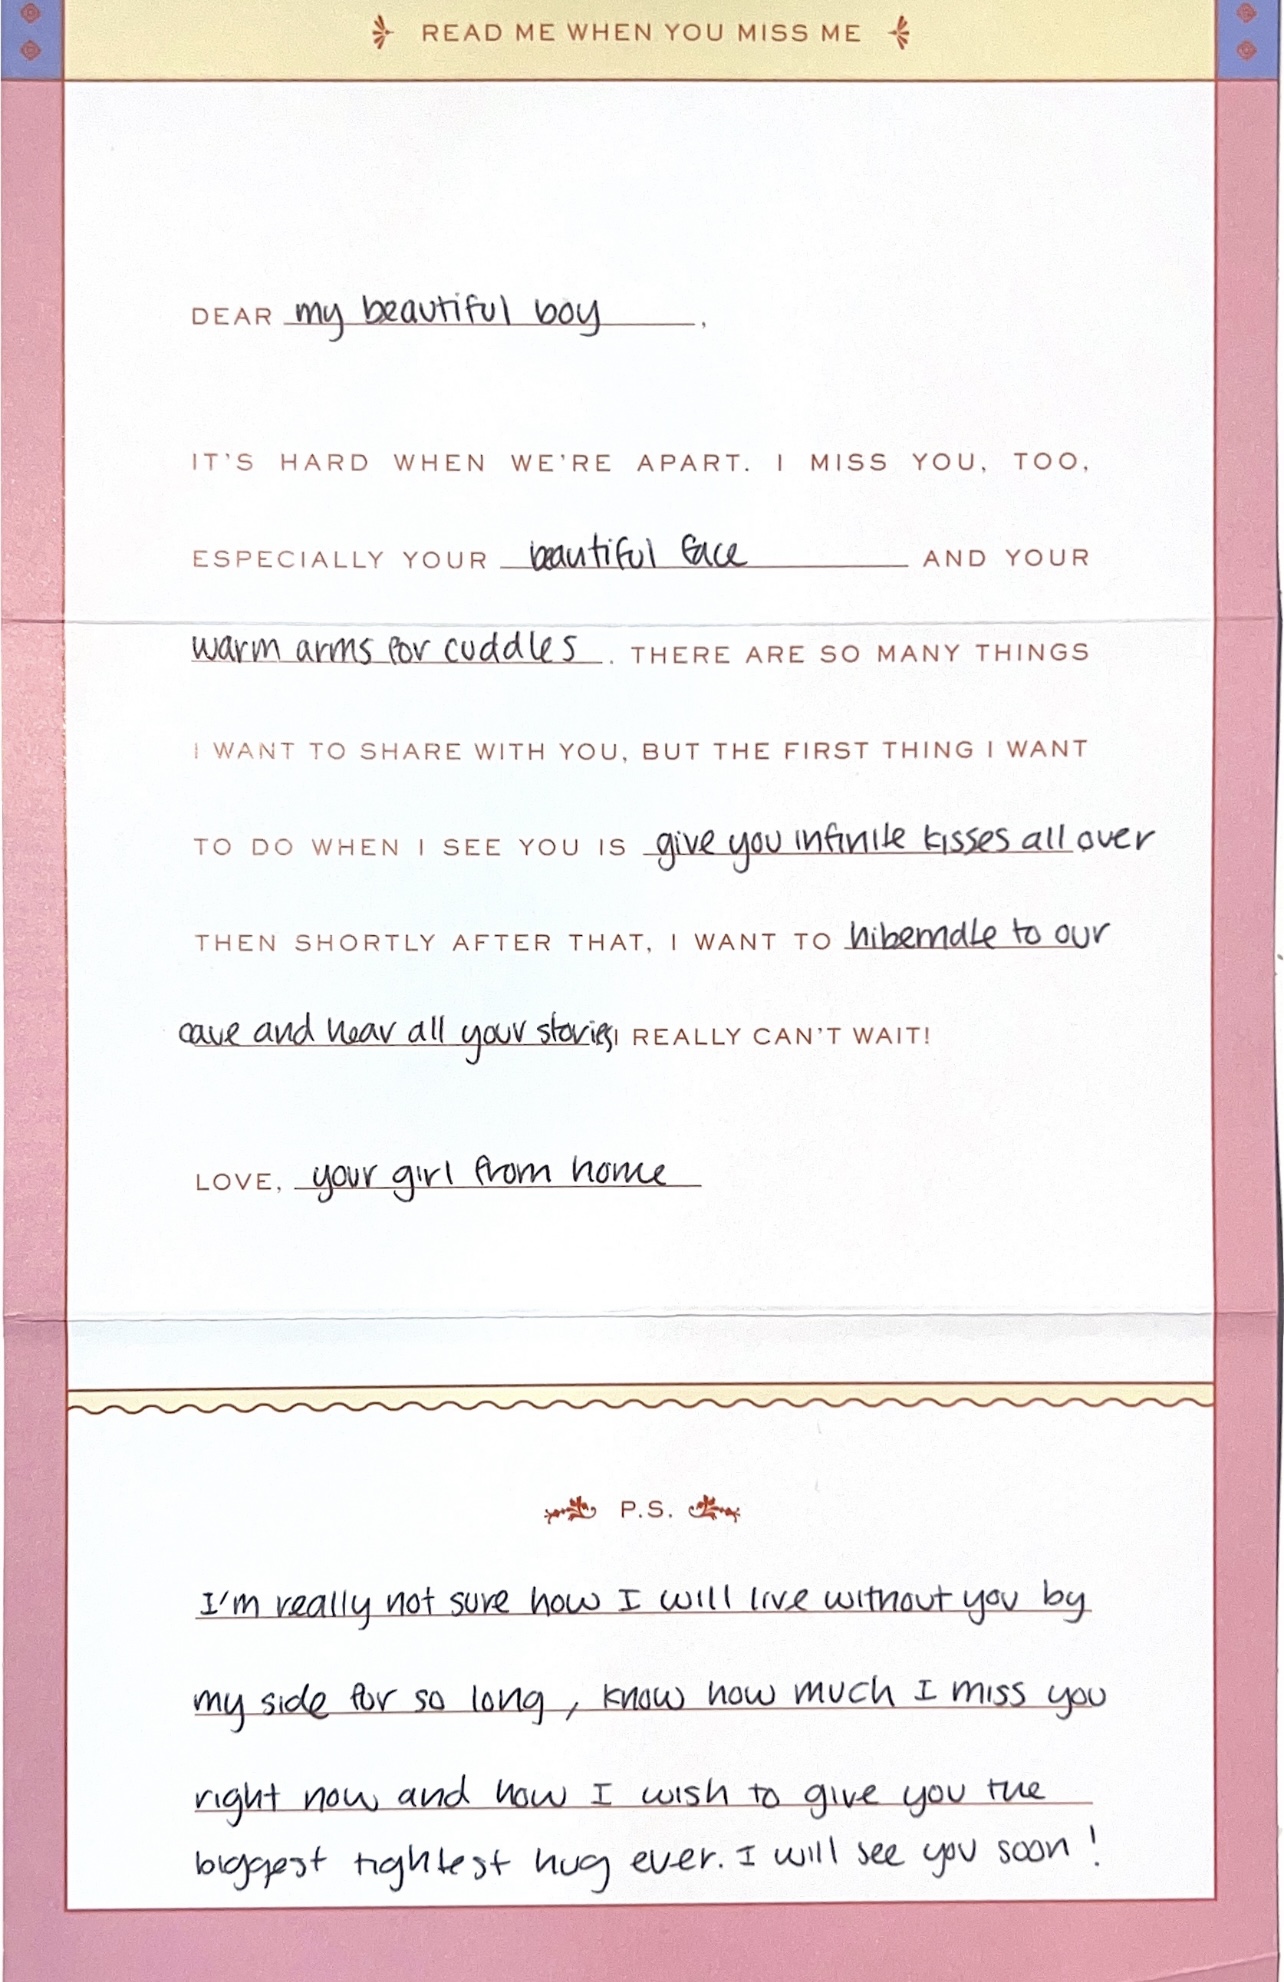 READ ME WHEN YOU MISS ME
DEAR my beautiful boy,
IT'S HARD WHEN WE'RE APART. I MISS YOU, TOO,
ESPECIALLY YOUR beautiful face AND YOUR
warm arms for cuddles. THERE ARE SO MANY THINGS
I WANT TO SHARE WITH YOU, BUT THE FIRST THING I WANT
TO DO WHEN I SEE YOU IS give you infinite kisses all over
THEN SHORTLY AFTER THAT, I WANT TO hibernate to our
cave and hear all your stories I REALLY CAN'T WAIT!
LOVE, your girl from home
P.S.
I'm really not sure how I will live without you by
my side for so long, know how much I miss you
right now and how I wish to give you the
biggest tightest hug ever. I will see you soon!